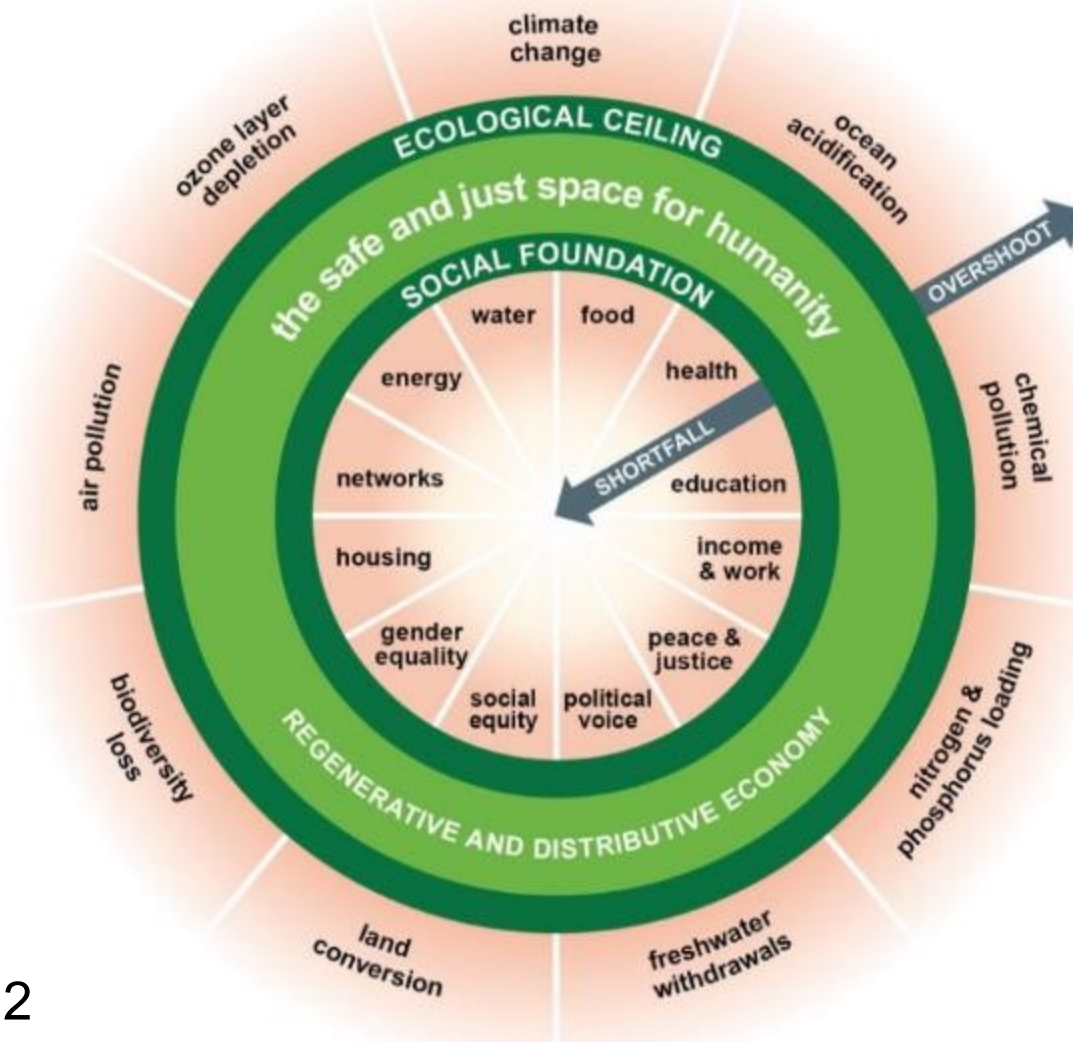 climate
change
ozone layer
depletion
ocean
acidification
ECOLOGICAL CEILING
the safe and just space for humanity
OVERSHOOT
SOCIAL FOUNDATION
water
food
energy
health
SHORTFALL
air pollution
chemical
pollution
networks
education
housing
income
& work
gender
equality
peace &
justice
social
equity
political
voice
biodiversity
loss
nitrogen &
phosphorus loading
REGENERATIVE AND DISTRIBUTIVE ECONOMY
land
conversion
freshwater
withdrawals
2